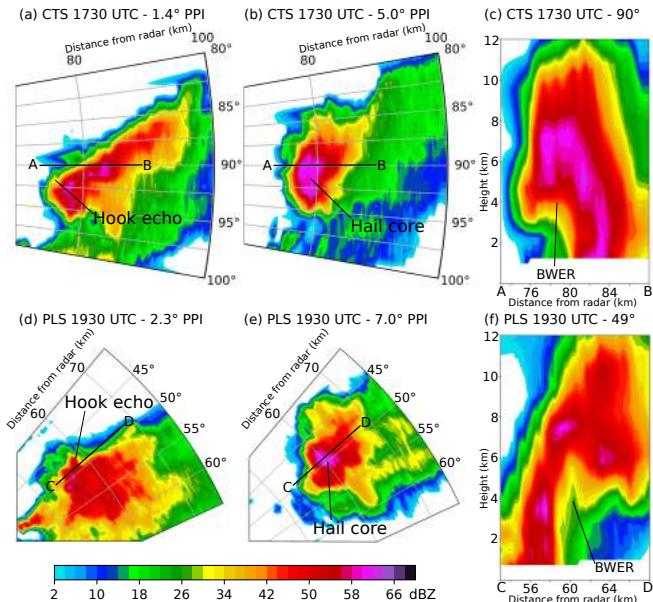 (a) CTS 1730 UTC - 1.4° PPI
Distance from radar (km)
80
100
80°
85°
90°
95°
100°
A
B
Hook echo
(b) CTS 1730 UTC - 5.0° PPI
Distance from radar (km)
80
100
80°
85°
90°
95°
100°
A
B
Hail core
(c) CTS 1730 UTC - 90°
12
10
8
6
4
2
Height (km)
BWER
A
76
80
84
B
Distance from radar (km)
(d) PLS 1930 UTC - 2.3° PPI
Distance from radar (km)
60
70
45°
50°
55°
60°
Hook echo
C
D
(e) PLS 1930 UTC - 7.0° PPI
Distance from radar (km)
60
70
45°
50°
55°
60°
C
D
Hail core
(f) PLS 1930 UTC - 49°
12
10
8
6
4
2
Height (km)
BWER
C
56
60
64
D
Distance from radar (km)
2 10 18 26 34 42 50 58 66 dBZ